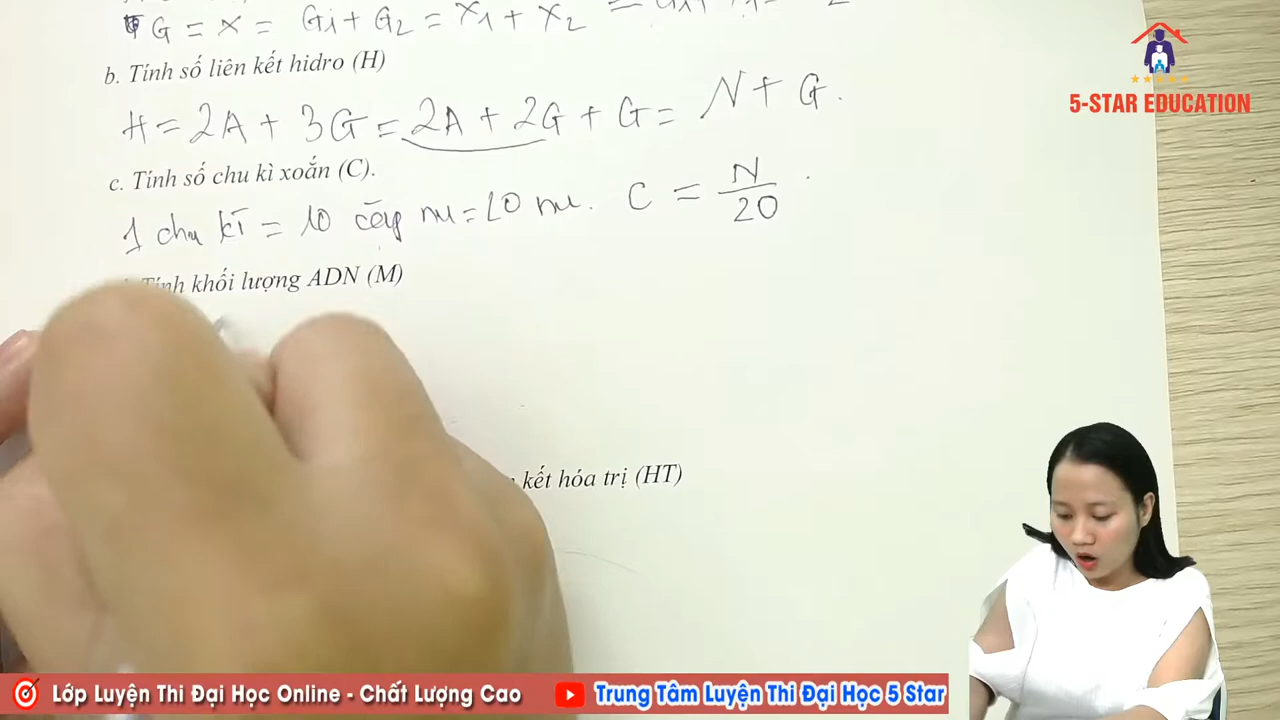 G = X = G1 + G2 = X1 + X2 =
b. Tính số liên kết hidro (H)
H = 2A + 3G = 2A + 2G + G = N + G.
c. Tính số chu kì xoắn (C).
1 chu kì = 10 cặp nu = 20 nu. C = N/20
Tính khối lượng ADN (M)
kết hóa trị (HT)
5-STAR EDUCATION
Lớp Luyện Thi Đại Học Online - Chất Lượng Cao
Trung Tâm Luyện Thi Đại Học 5 Star